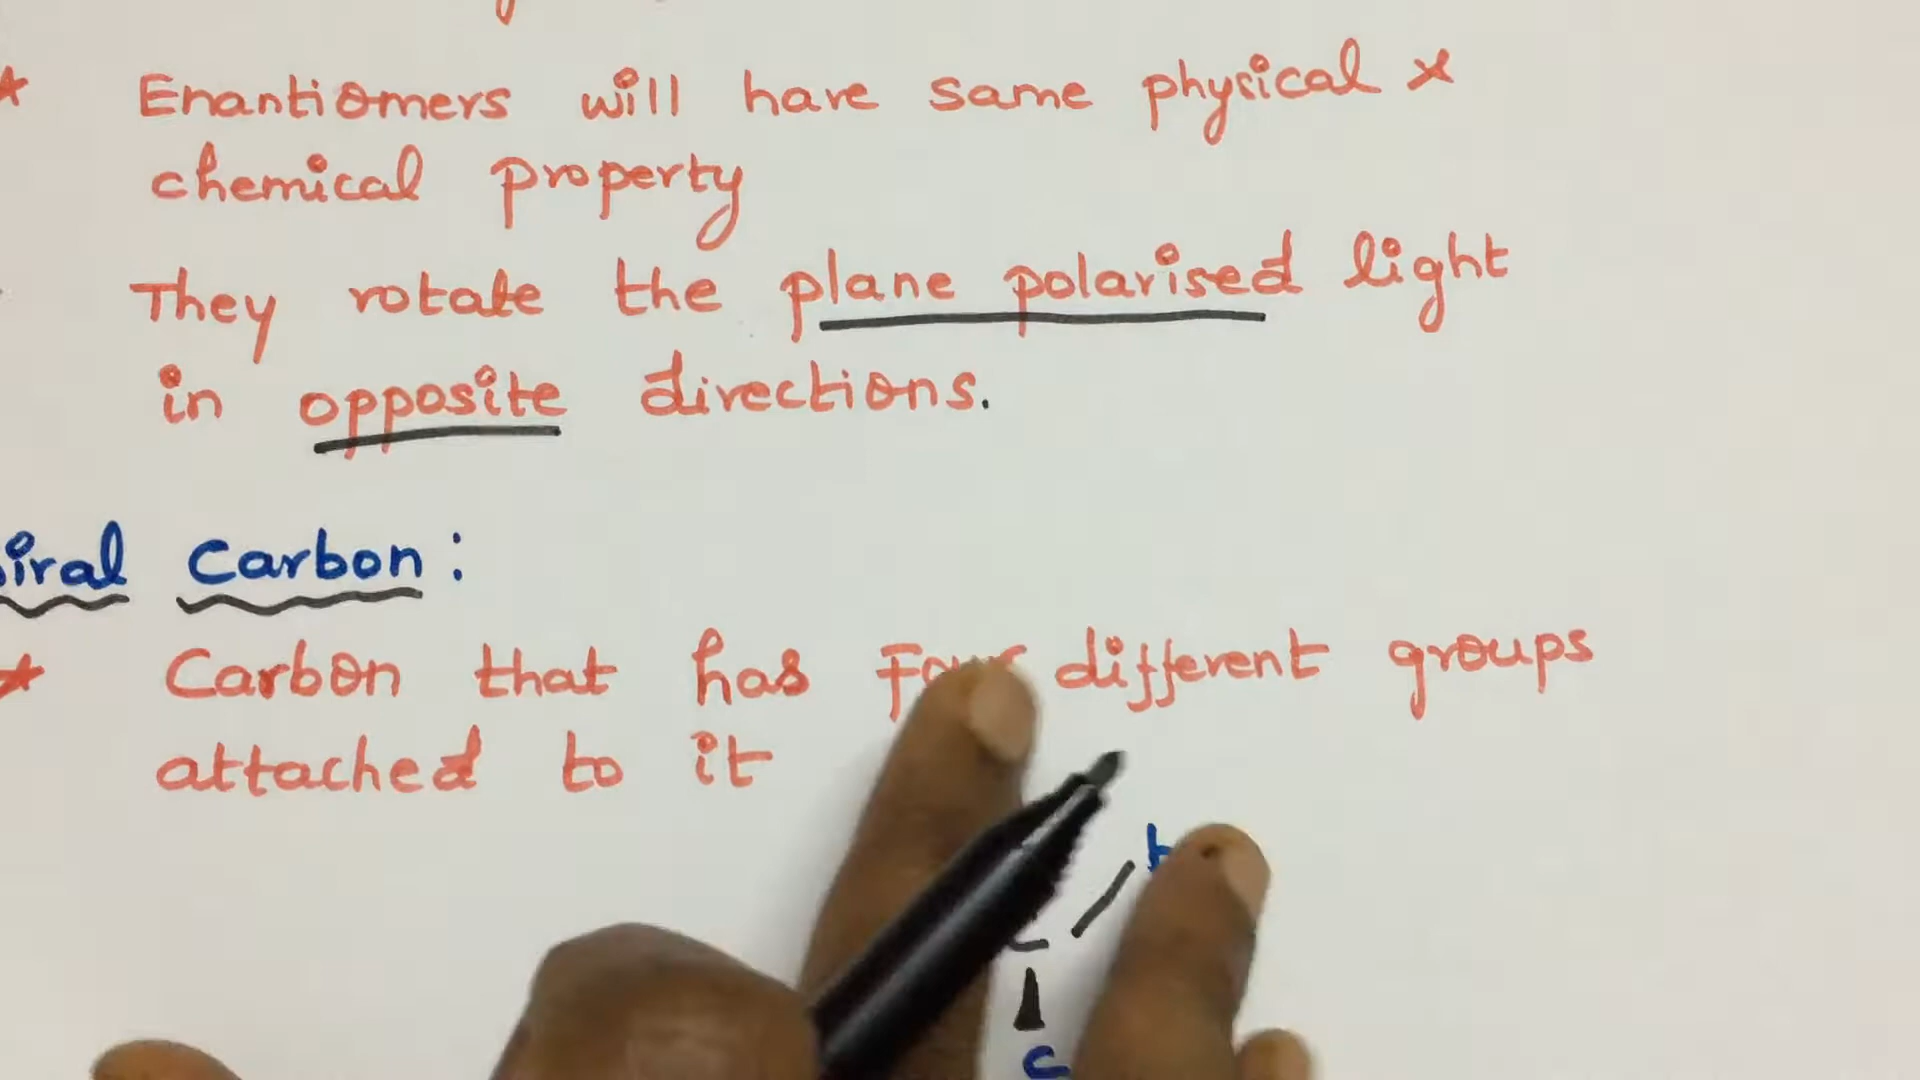 ★ Enantiomers will have same physical &
chemical property
They rotate the plane polarised light
in opposite directions.
iral Carbon:
★ Carbon that has Four different groups
attached to it
b
c